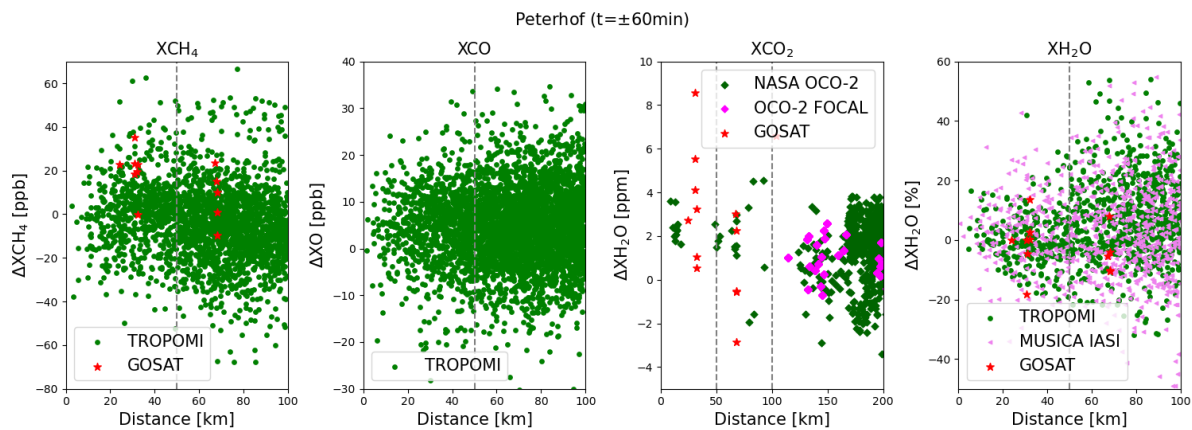 Peterhof (t=±60min)
XCH₄
ΔXCH₄ [ppb]
60
40
20
0
−20
−40
−60
−80
TROPOMI
GOSAT
0 20 40 60 80 100
Distance [km]
XCO
ΔXO [ppb]
40
30
20
10
0
−10
−20
−30
TROPOMI
0 20 40 60 80 100
Distance [km]
XCO₂
ΔXH₂O [ppm]
10
8
6
4
2
0
−2
−4
NASA OCO-2
OCO-2 FOCAL
GOSAT
0 50 100 150 200
Distance [km]
XH₂O
ΔXH₂O [%]
60
40
20
0
−20
−40
TROPOMI
MUSICA IASI
GOSAT
0 20 40 60 80 100
Distance [km]